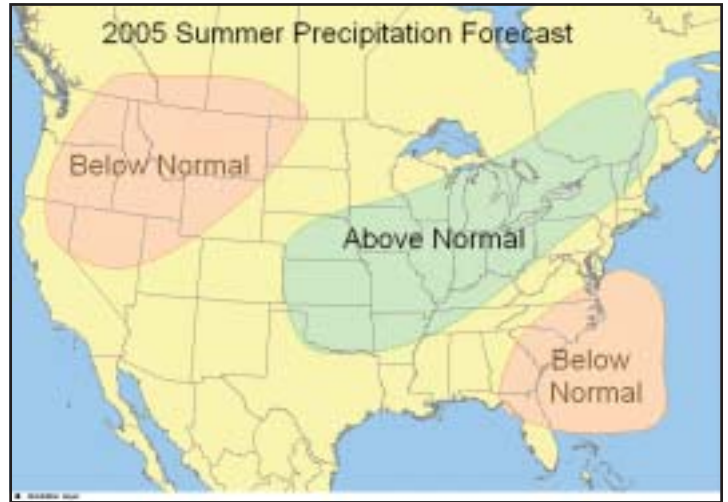 2005 Summer Precipitation Forecast
Below Normal
Above Normal
Below
Normal